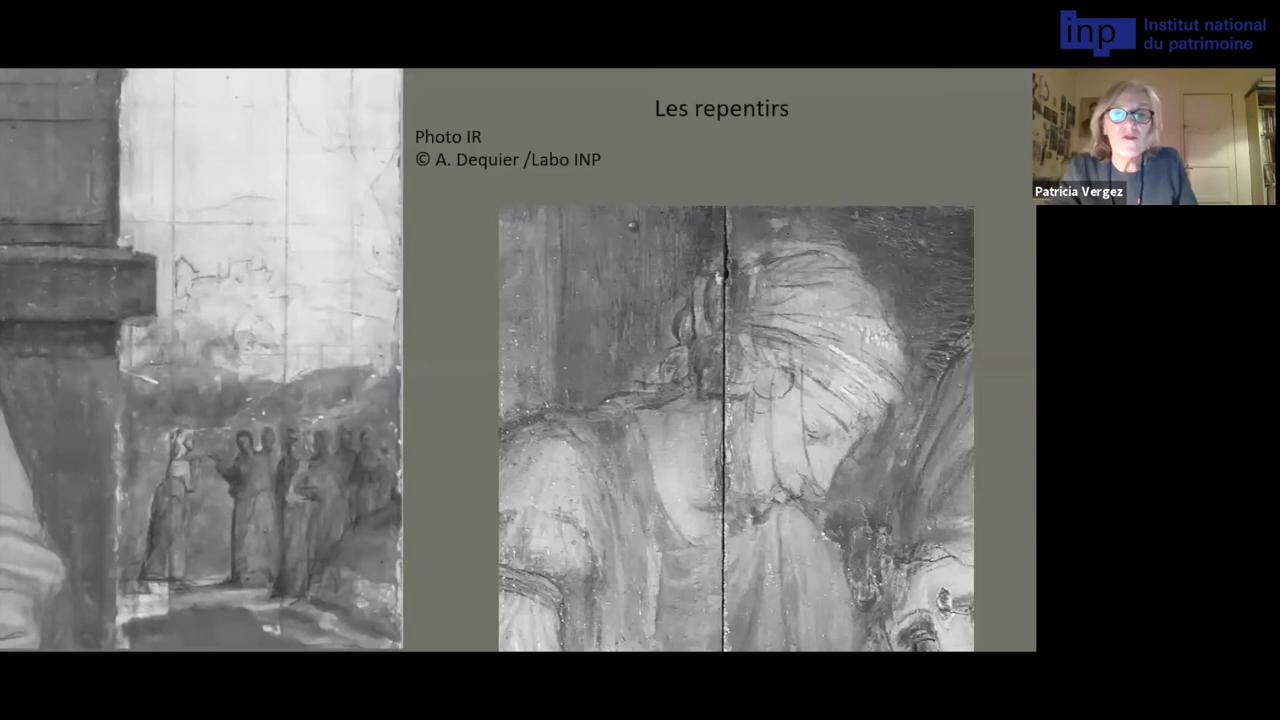 inp
Institut national
du patrimoine
Les repentirs
Photo IR
© A. Dequier /Labo INP
Patricia Vergez